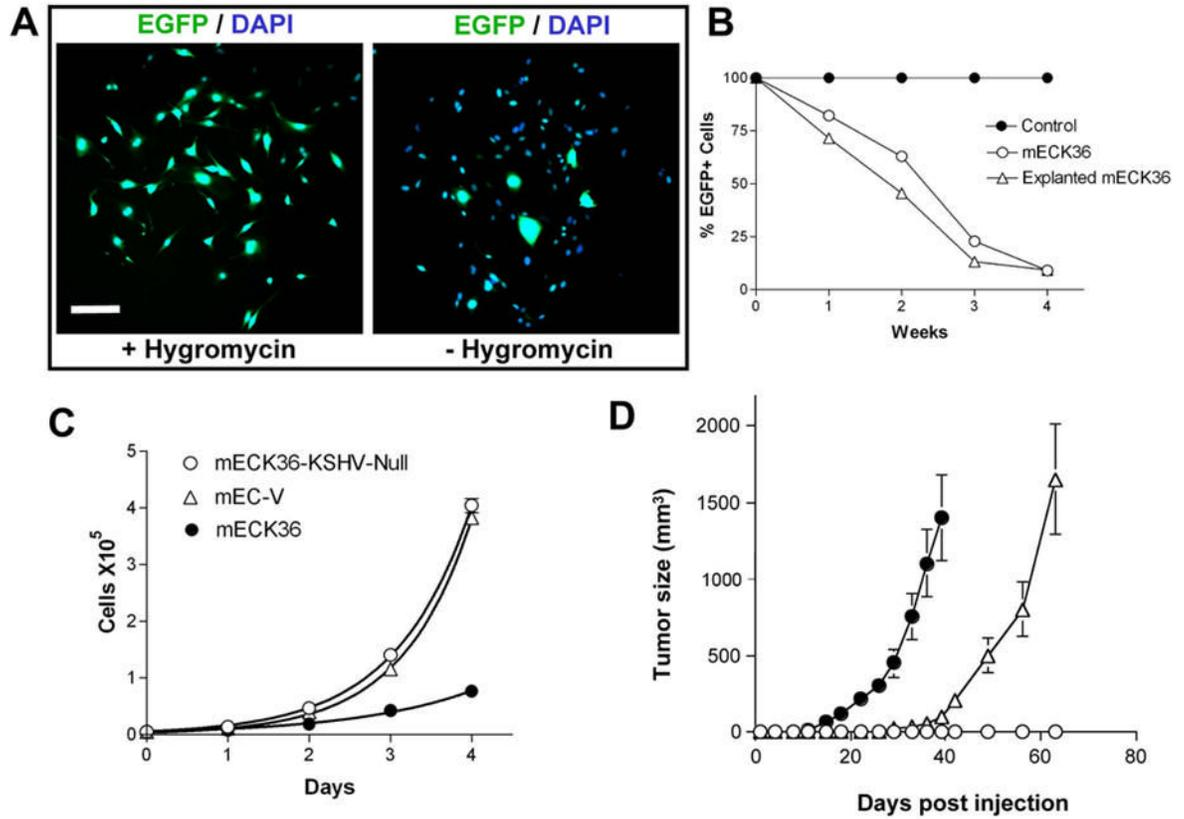 A
EGFP / DAPI
EGFP / DAPI
+ Hygromycin
- Hygromycin
B
% EGFP+ Cells
100
75
50
25
0
0 1 2 3 4
Weeks
Control
mECK36
Explanted mECK36
C
Cells X10⁵
5
4
3
2
1
0
0 1 2 3 4
Days
mECK36-KSHV-Null
mEC-V
mECK36
D
Tumor size (mm³)
2000
1500
1000
500
0
0 20 40 60 80
Days post injection